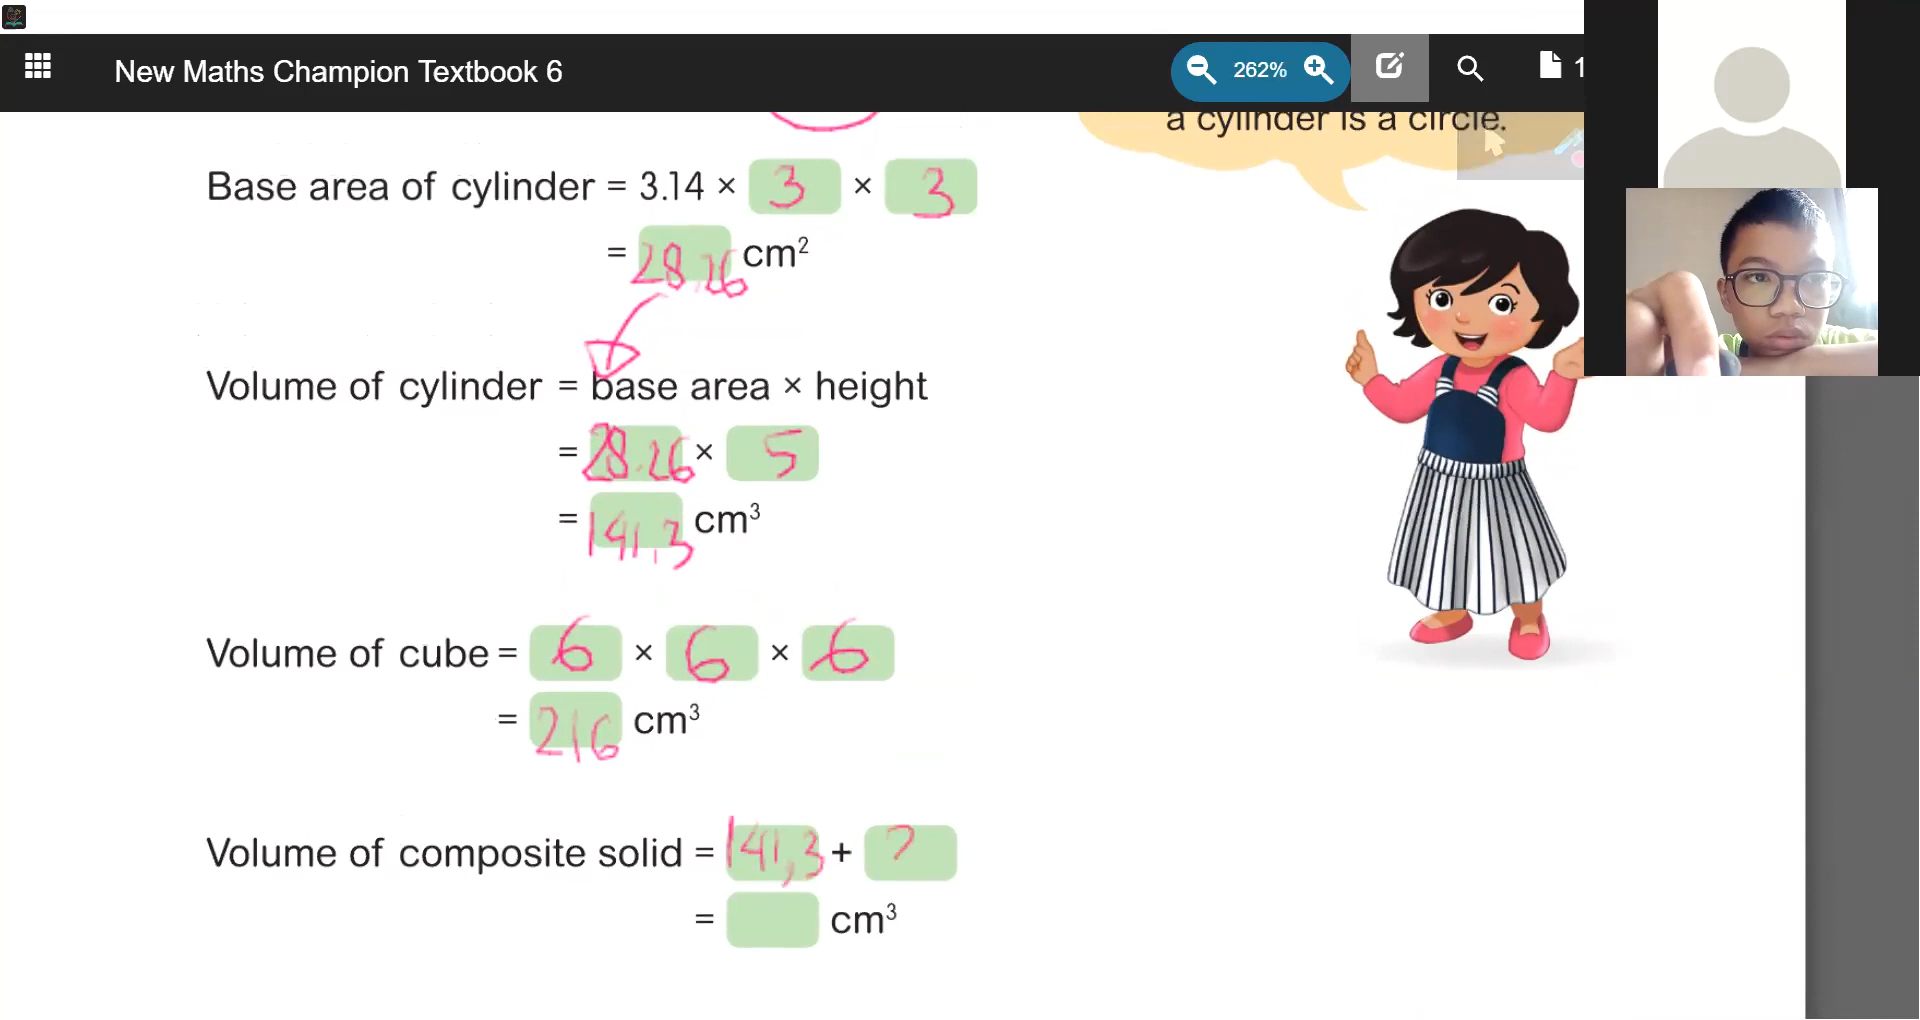 New Maths Champion Textbook 6
262%
1
a cylinder is a circle.
Base area of cylinder = 3.14 × 3 × 3
= 28.26 cm²
Volume of cylinder = base area × height
= 28.26 × 5
= 141,3 cm³
Volume of cube = 6 × 6 × 6
= 216 cm³
Volume of composite solid = 141,3 + 2
= cm³